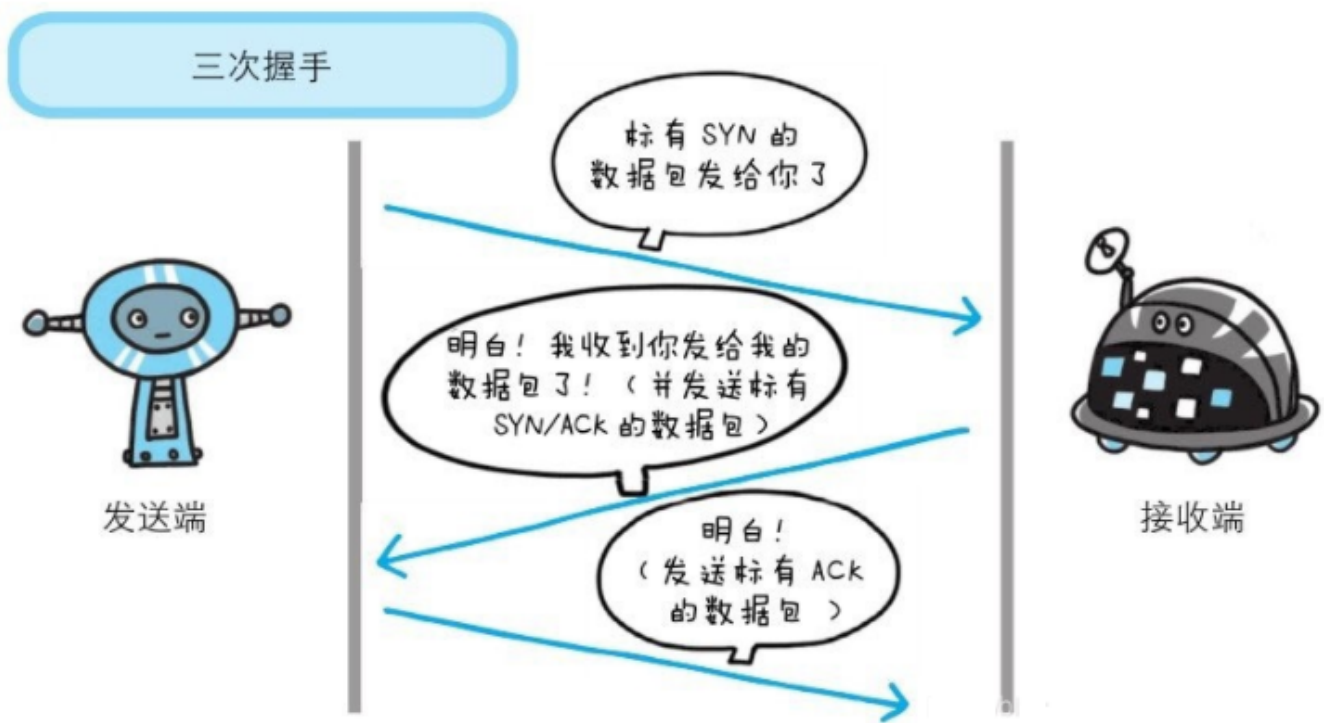 三次握手
标有 SYN 的
数据包发给你了
明白！我收到你发给我的
数据包了！（并发送标有
SYN/ACK 的数据包）
发送端
接收端
明白！
（发送标有 ACK
的数据包 ）